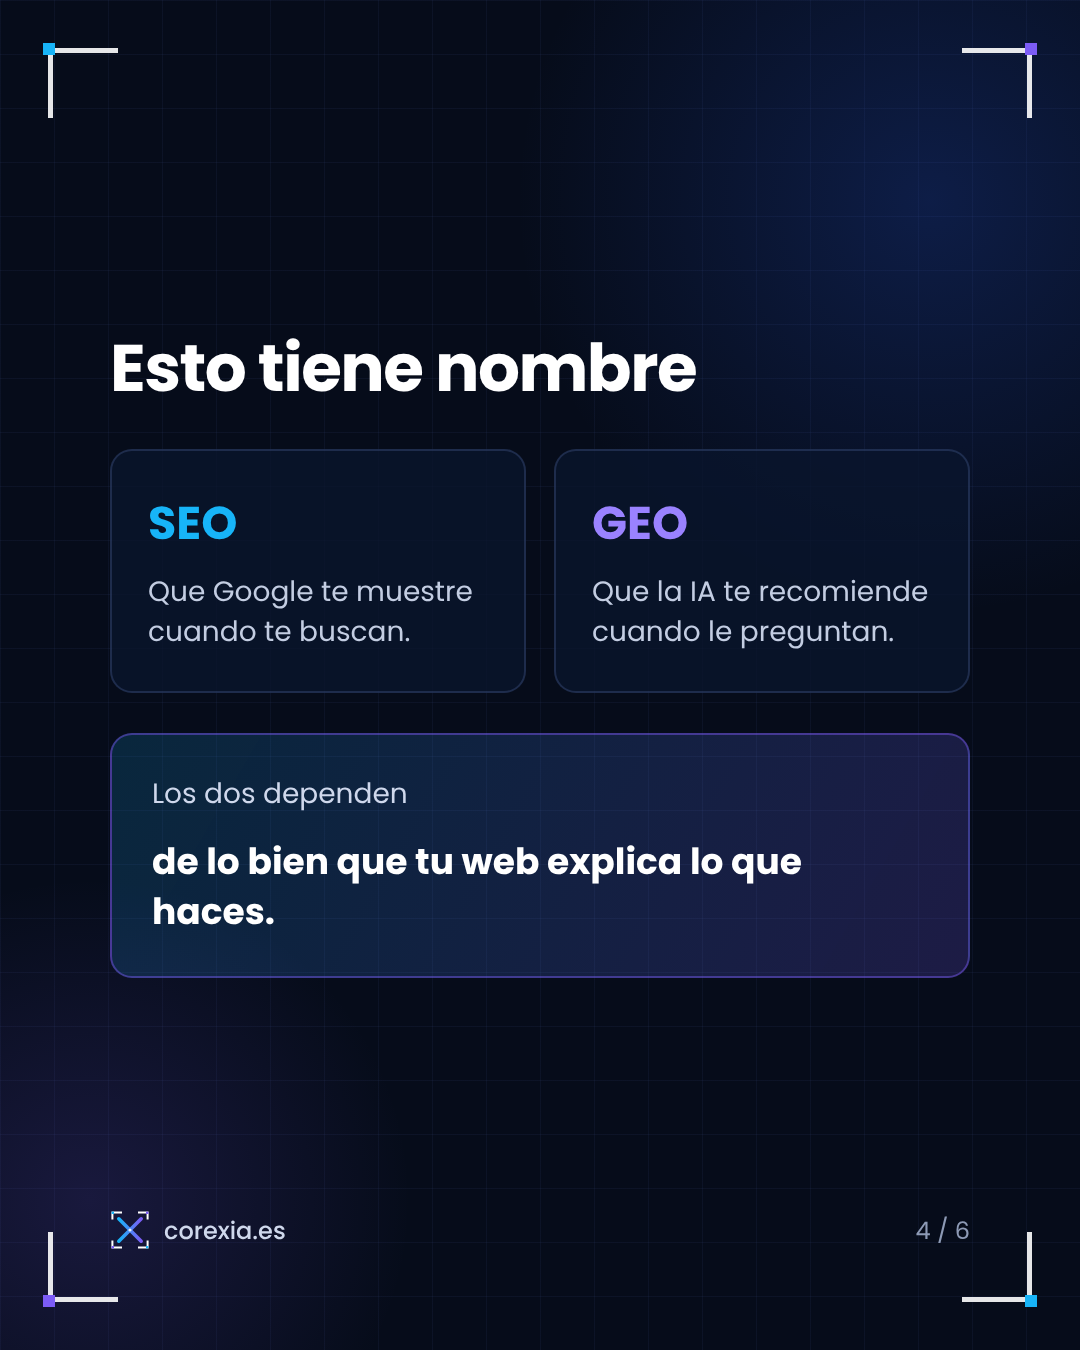 Esto tiene nombre
SEO
Que Google te muestre
cuando te buscan.
GEO
Que la IA te recomiende
cuando le preguntan.
Los dos dependen
de lo bien que tu web explica lo que
haces.
corexia.es
4 / 6